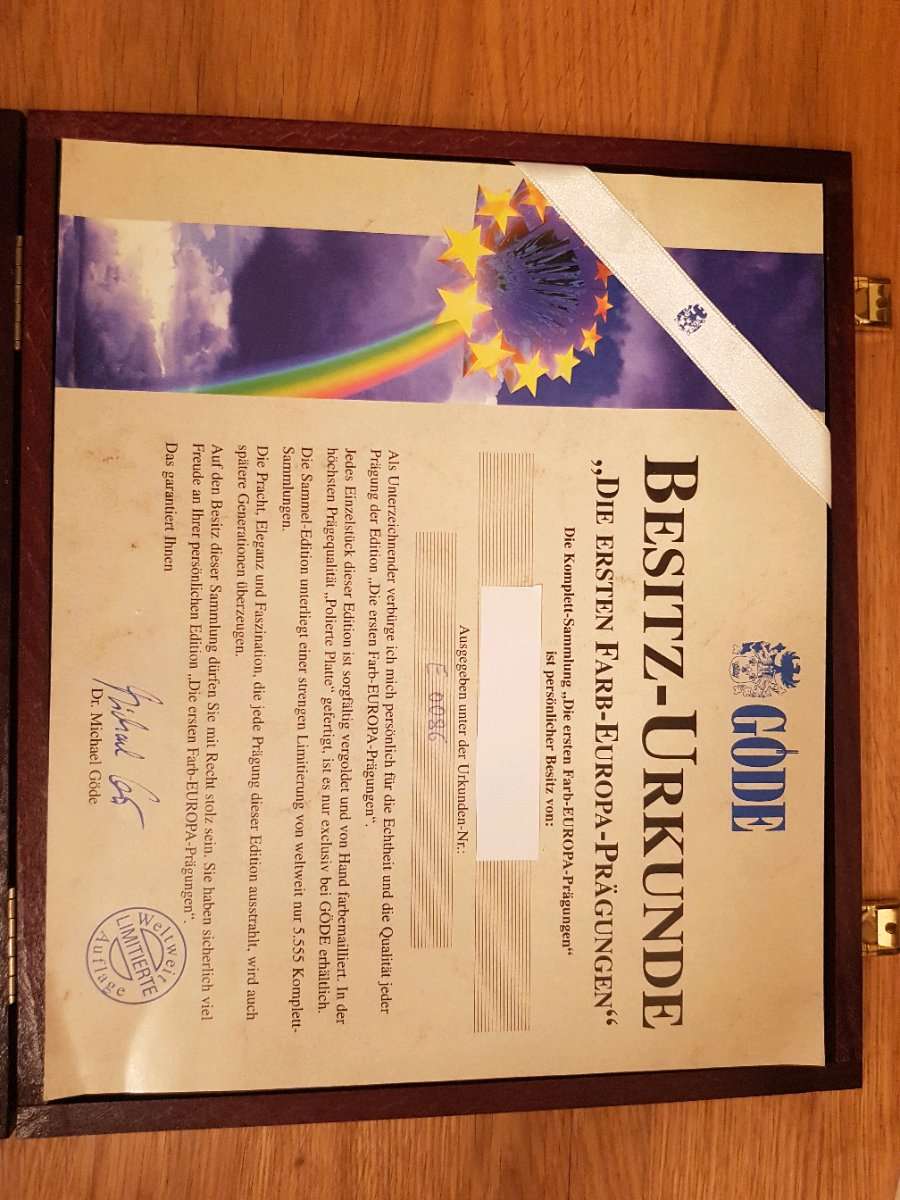 GÖDE
BESITZ-URKUNDE
„DIE ERSTEN FARB-EUROPA-PRÄGUNGEN“
Die Komplett-Sammlung „Die ersten Farb-EUROPA-Prägungen“
ist persönlicher Besitz von:
Ausgegeben unter der Urkunden-Nr.:
E 0086
Als Unterzeichnender verbürge ich mich persönlich für die Echtheit und die Qualität jeder
Prägung der Edition „Die ersten Farb-EUROPA-Prägungen“.
Jedes Einzelstück dieser Edition ist sorgfältig vergoldet und von Hand farbemailliert. In der
höchsten Prägequalität „Polierte Platte“ gefertigt, ist es nur exclusiv bei GÖDE erhältlich.
Die Sammel-Edition unterliegt einer strengen Limitierung von weltweit nur 5.555 Komplett-
Sammlungen.
Die Pracht, Eleganz und Faszination, die jede Prägung dieser Edition ausstrahlt, wird auch
spätere Generationen überzeugen.
Auf den Besitz dieser Sammlung dürfen Sie mit Recht stolz sein. Sie haben sicherlich viel
Freude an Ihrer persönlichen Edition „Die ersten Farb-EUROPA-Prägungen“.
Das garantiert Ihnen
Dr. Michael Göde
Weltweit
LIMITIERTE
Auflage